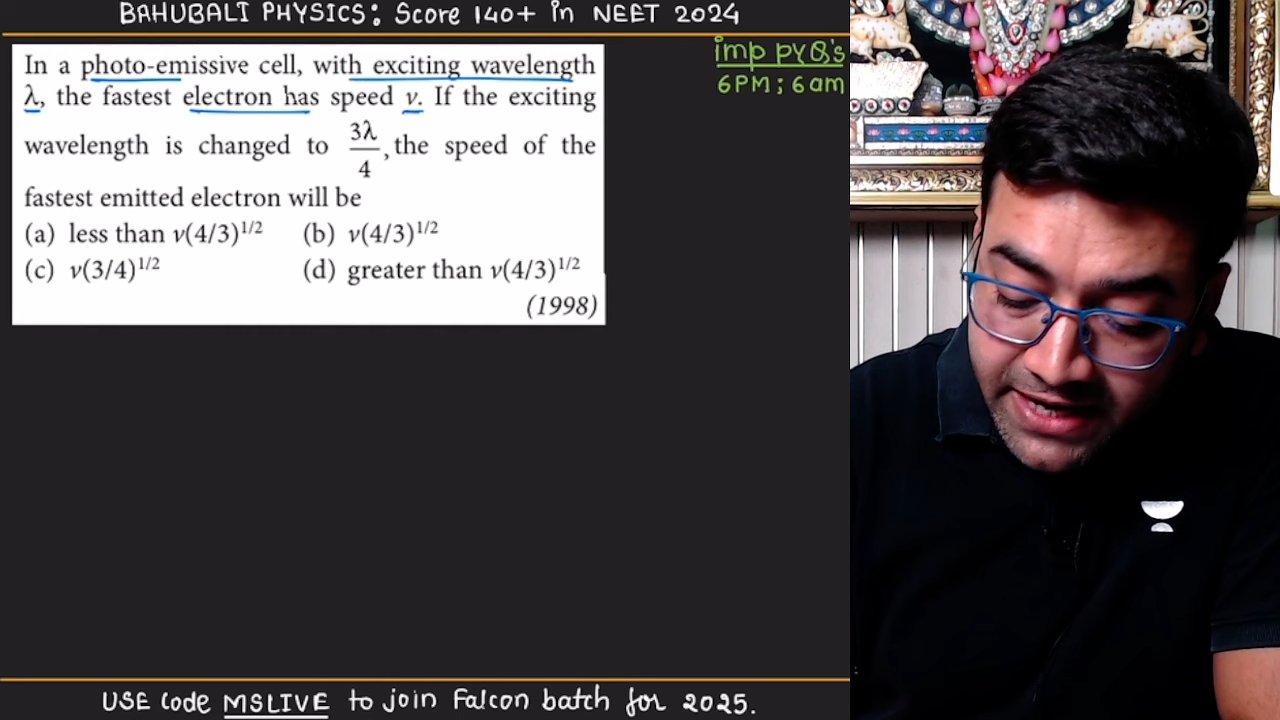 BAHUBALI PHYSICS: Score 140+ in NEET 2024
imp PYQ's
6PM ; 6am
In a photo-emissive cell, with exciting wavelength
λ, the fastest electron has speed v. If the exciting
wavelength is changed to 3λ/4, the speed of the
fastest emitted electron will be
(a) less than v(4/3)^1/2 (b) v(4/3)^1/2
(c) v(3/4)^1/2 (d) greater than v(4/3)^1/2
(1998)
USE Code MSLIVE to join Falcon batch for 2025.